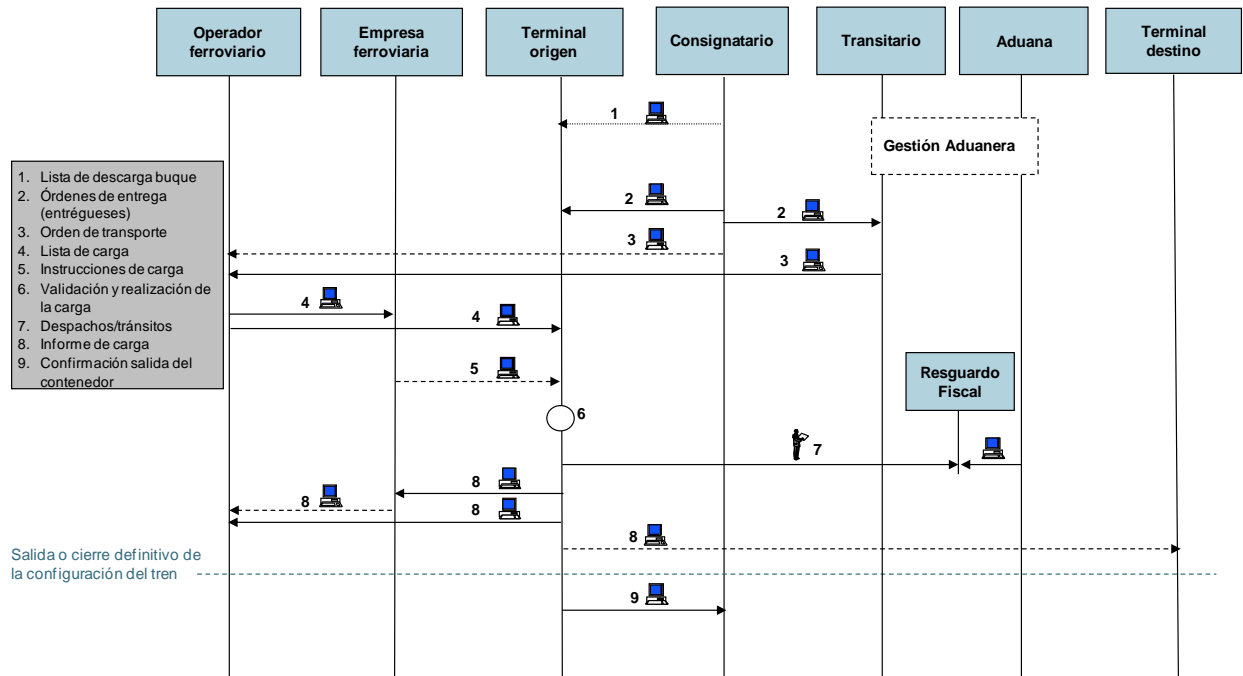 Operador
ferroviario
Empresa
ferroviaria
Terminal
origen
Consignatario
Transitario
Aduana
Terminal
destino
1
Gestión Aduanera
1. Lista de descarga buque
2. Órdenes de entrega
(entrégueses)
3. Orden de transporte
4. Lista de carga
5. Instrucciones de carga
6. Validación y realización de
la carga
7. Despachos/tránsitos
8. Informe de carga
9. Confirmación salida del
contenedor
2
2
3
3
4
4
5
Resguardo
Fiscal
6
7
8
8
8
8
Salida o cierre definitivo de
la configuración del tren
9